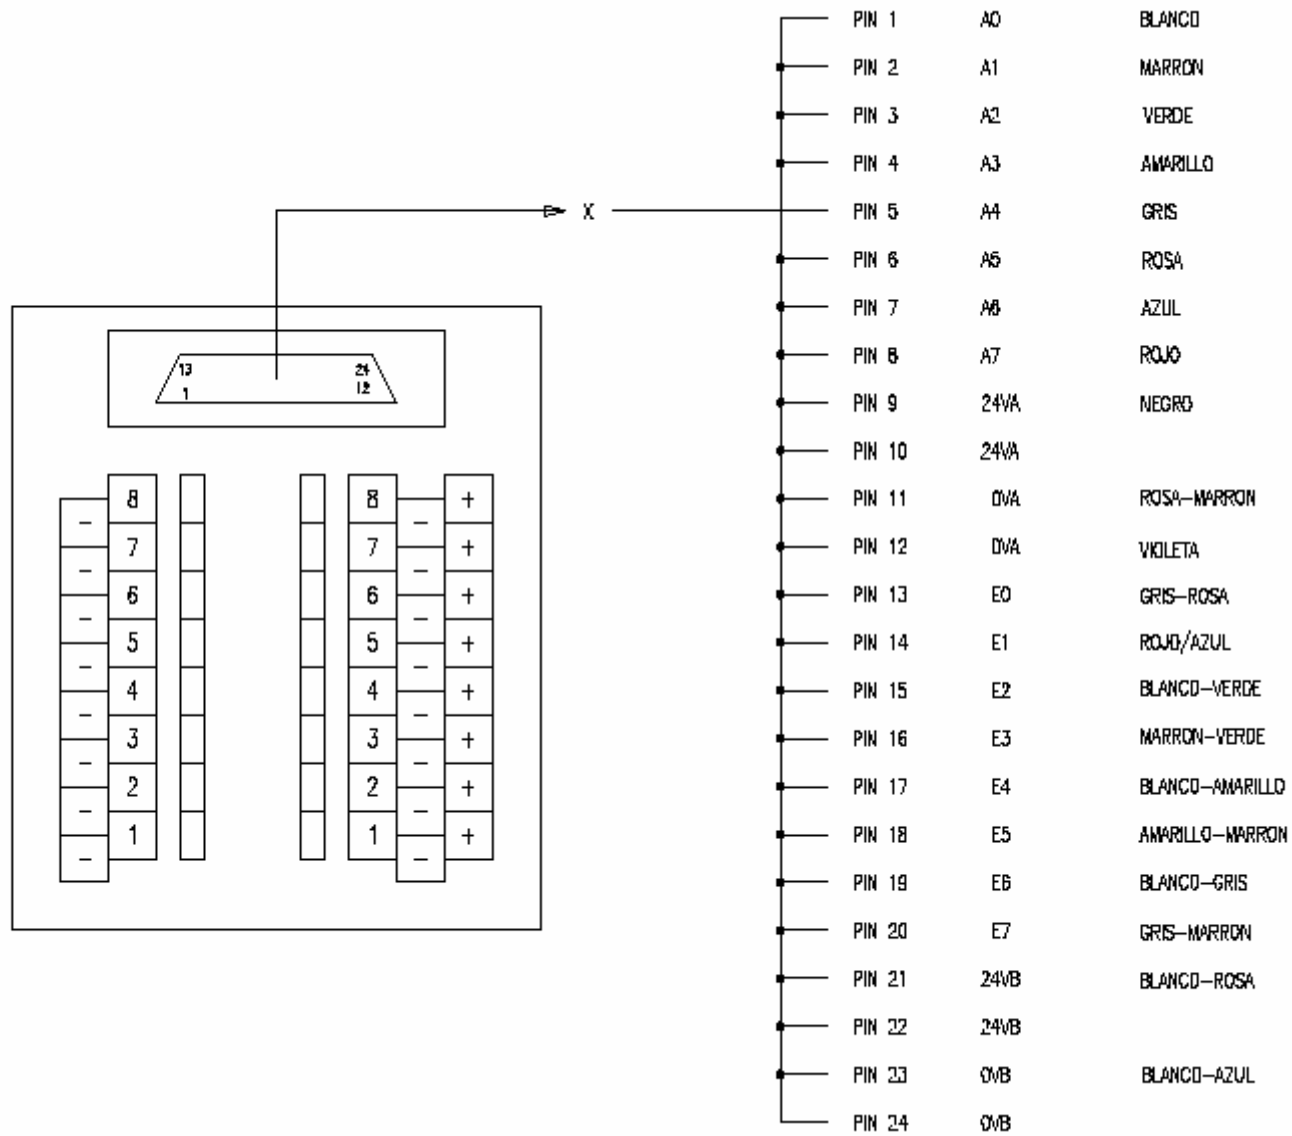 PIN 1 A0 BLANCO
PIN 2 A1 MARRON
PIN 3 A2 VERDE
PIN 4 A3 AMARILLO
X PIN 5 A4 GRIS
PIN 6 A5 ROSA
PIN 7 A6 AZUL
PIN 8 A7 ROJO
PIN 9 24VA NEGRO
PIN 10 24VA
PIN 11 0VA ROSA-MARRON
PIN 12 0VA VIOLETA
PIN 13 E0 GRIS-ROSA
PIN 14 E1 ROJO/AZUL
PIN 15 E2 BLANCO-VERDE
PIN 16 E3 MARRON-VERDE
PIN 17 E4 BLANCO-AMARILLO
PIN 18 E5 AMARILLO-MARRON
PIN 19 E6 BLANCO-GRIS
PIN 20 E7 GRIS-MARRON
PIN 21 24VB BLANCO-ROSA
PIN 22 24VB
PIN 23 0VB BLANCO-AZUL
PIN 24 0VB
13 24
1 12
8 8 +
- -
7 7 +
- -
6 6 +
- -
5 5 +
- -
4 4 +
- -
3 3 +
- -
2 2 +
- -
1 1 +
- -